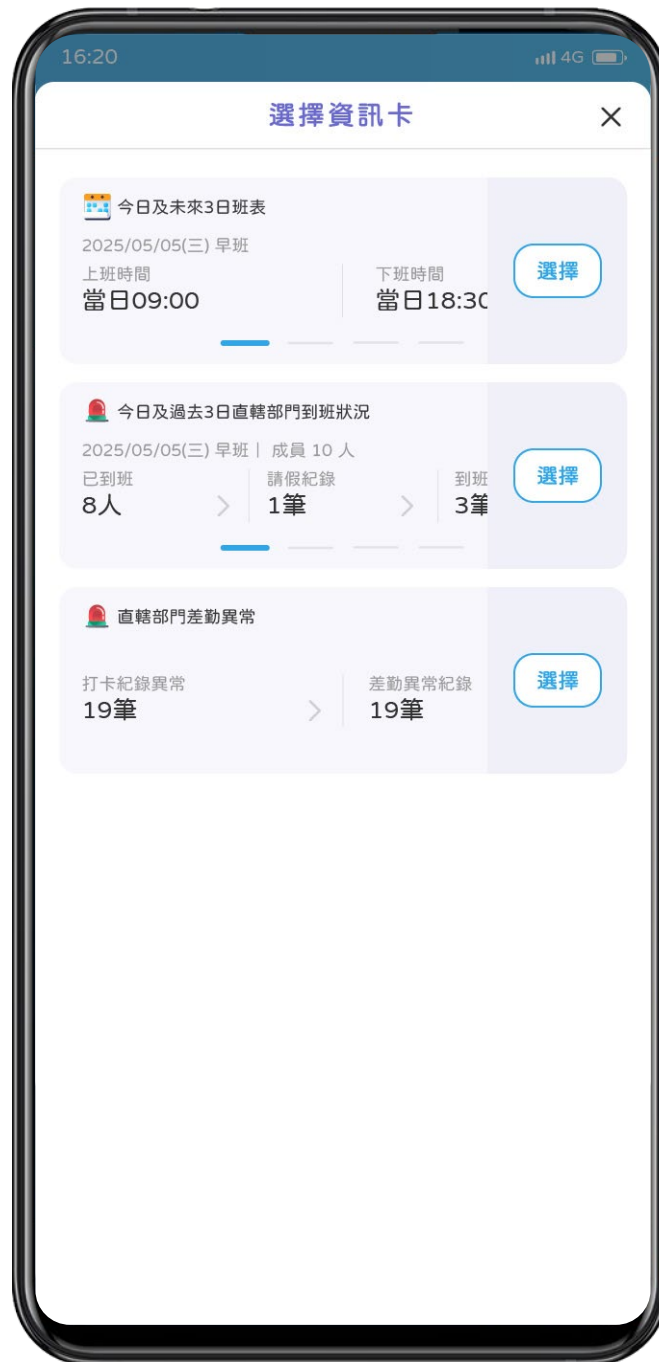 16:20 4G
選擇資訊卡
今日及未來3日班表
2025/05/05(三) 早班
上班時間 下班時間
當日09:00 當日18:30
選擇
今日及過去3日直轄部門到班狀況
2025/05/05(三) 早班 | 成員 10 人
已到班 請假紀錄 到班
8人 1筆 3筆
選擇
直轄部門差勤異常
打卡紀錄異常 差勤異常紀錄
19筆 19筆
選擇